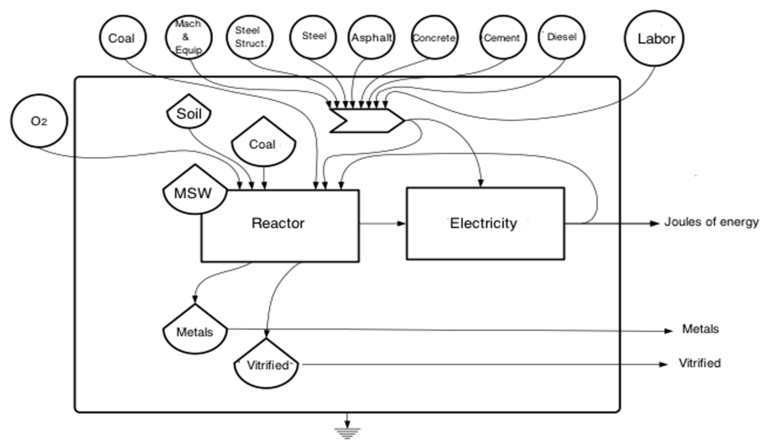 Coal
Mach
&
Equip
Steel
Struct.
Steel
Asphalt
Concrete
Cement
Diesel
Labor
O2
Soil
Coal
MSW
Reactor
Electricity
Joules of energy
Metals
Metals
Vitrified
Vitrified